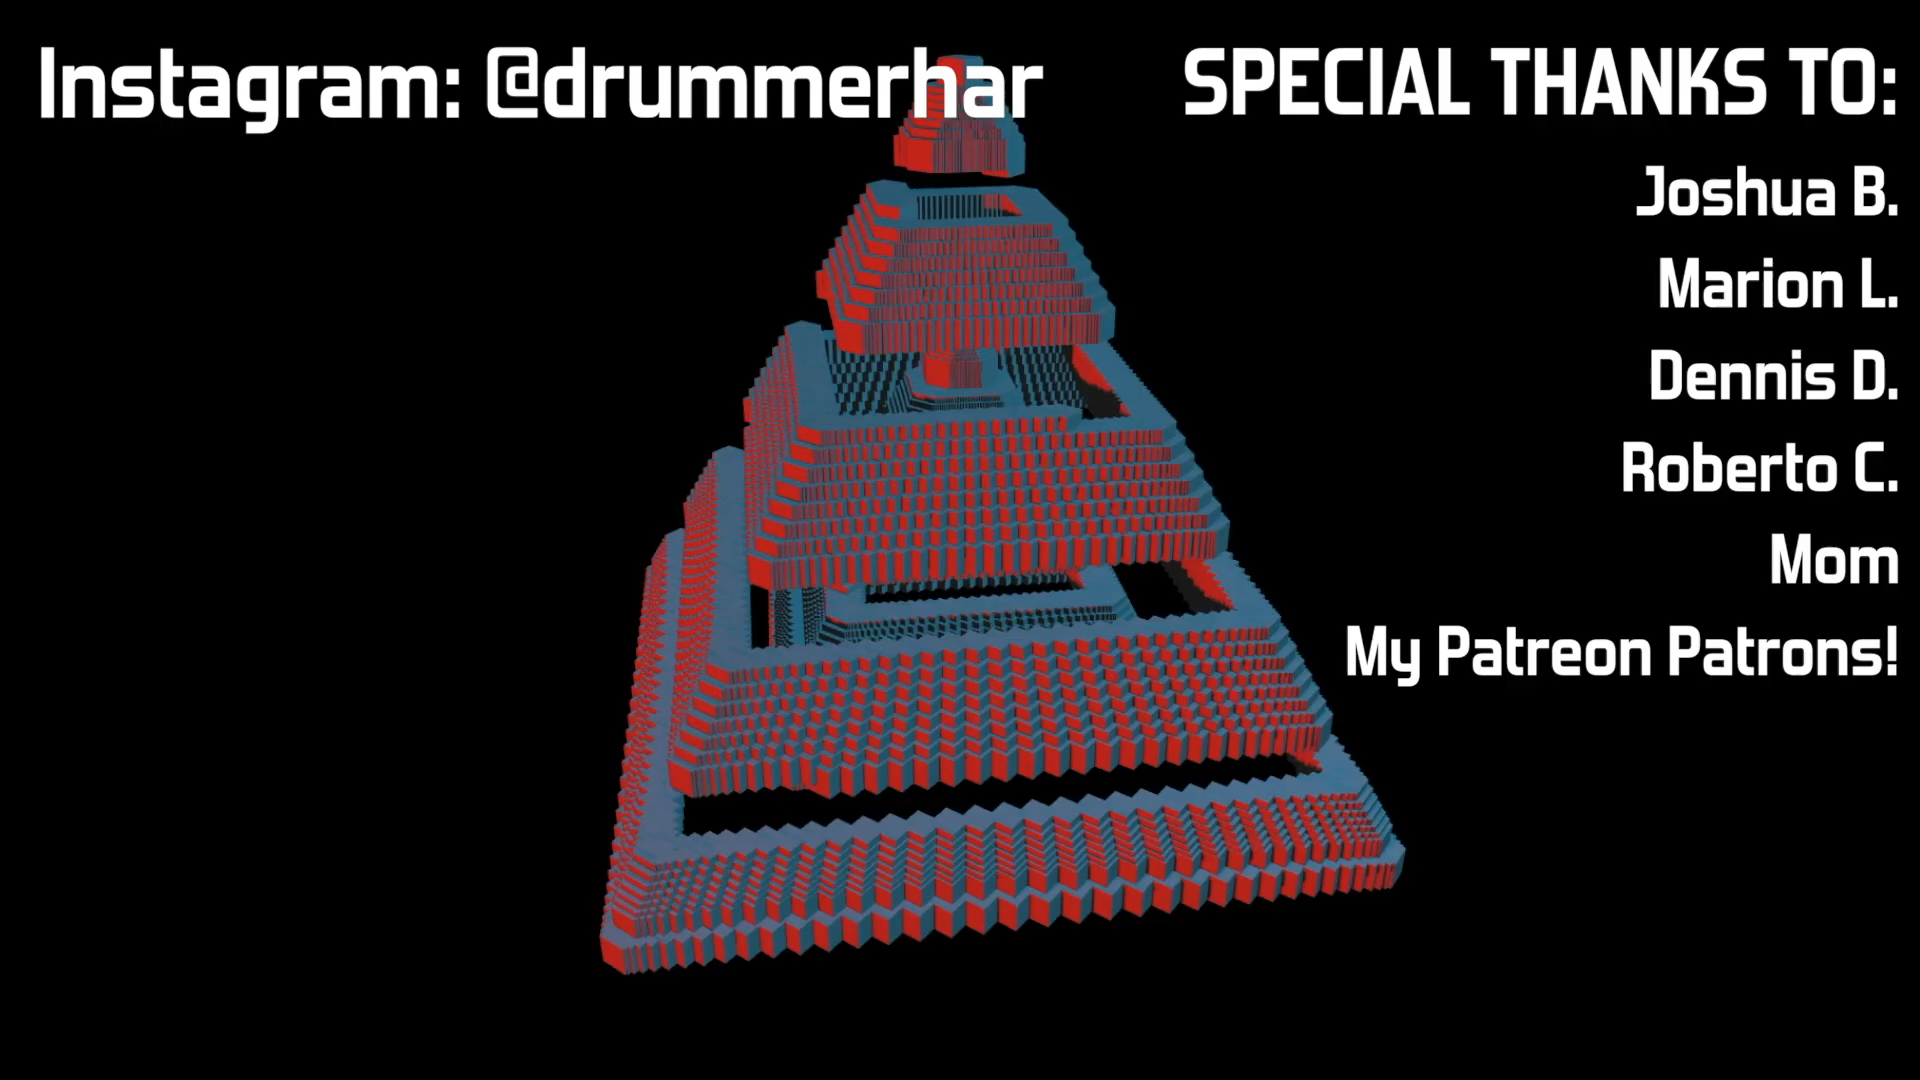 Instagram: @drummerhar
SPECIAL THANKS TO:
Joshua B.
Marion L.
Dennis D.
Roberto C.
Mom
My Patreon Patrons!